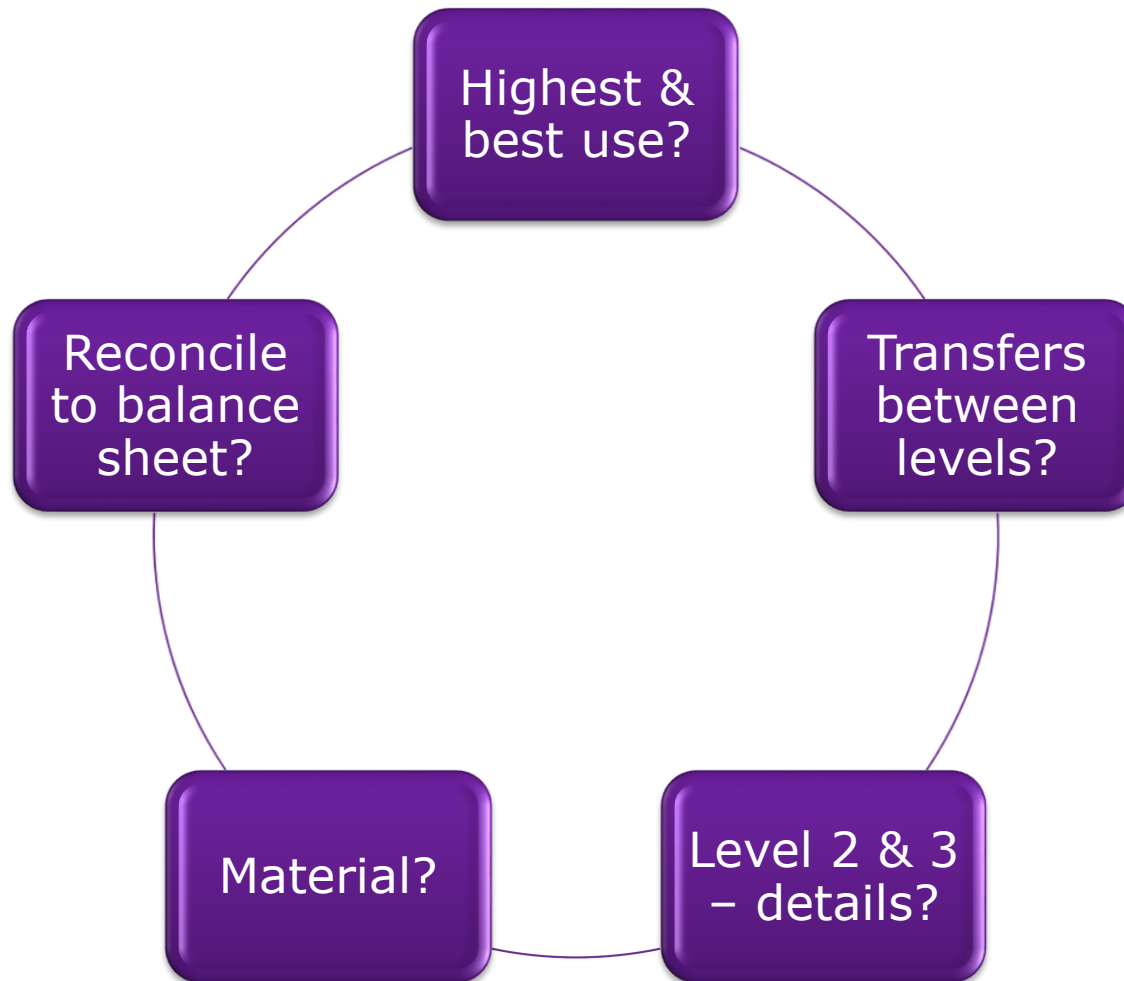 Highest &
best use?
Transfers
between
levels?
Level 2 & 3
– details?
Material?
Reconcile
to balance
sheet?